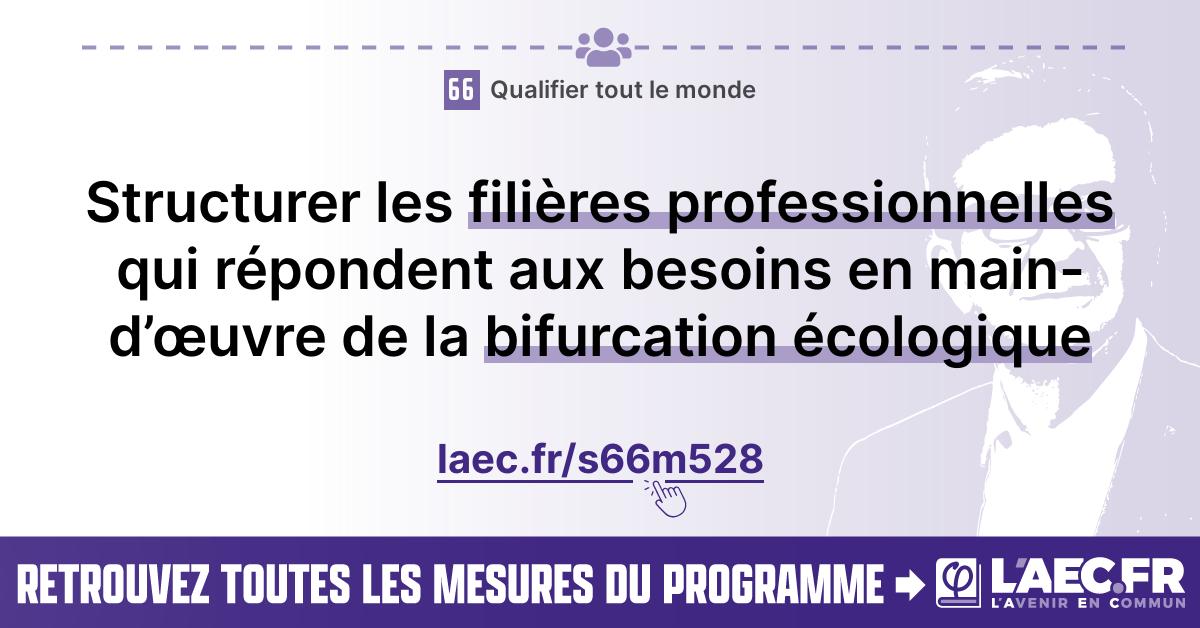 66 Qualifier tout le monde
Structurer les filières professionnelles
qui répondent aux besoins en main-
d’œuvre de la bifurcation écologique
laec.fr/s66m528
RETROUVEZ TOUTES LES MESURES DU PROGRAMME
φ L'AEC.FR
L'AVENIR EN COMMUN